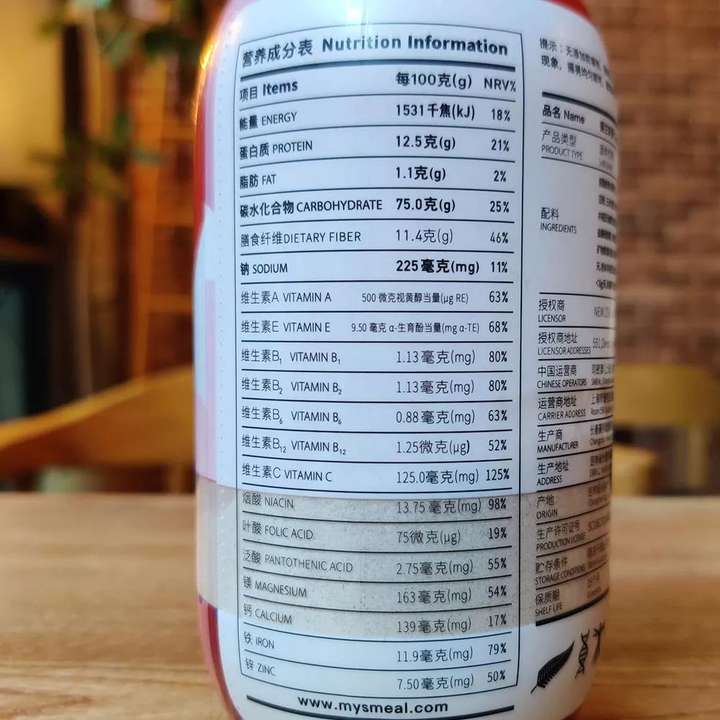 营养成分表 Nutrition Information
项目 Items 每100克(g) NRV%
能量 ENERGY 1531千焦(kJ) 18%
蛋白质 PROTEIN 12.5克(g) 21%
脂肪 FAT 1.1克(g) 2%
碳水化合物 CARBOHYDRATE 75.0克(g) 25%
膳食纤维 DIETARY FIBER 11.4克(g) 46%
钠 SODIUM 225毫克(mg) 11%
维生素A VITAMIN A 500 微克视黄醇当量(μg RE) 63%
维生素E VITAMIN E 9.50 毫克 α-生育酚当量(mg α-TE) 68%
维生素B₁ VITAMIN B₁ 1.13毫克(mg) 80%
维生素B₂ VITAMIN B₂ 1.13毫克(mg) 80%
维生素B₆ VITAMIN B₆ 0.88毫克(mg) 63%
维生素B₁₂ VITAMIN B₁₂ 1.25微克(μg) 52%
维生素C VITAMIN C 125.0毫克(mg) 125%
烟酸 NIACIN 13.75毫克(mg) 98%
叶酸 FOLIC ACID 75微克(μg) 19%
泛酸 PANTOTHENIC ACID 2.75毫克(mg) 55%
镁 MAGNESIUM 163毫克(mg) 54%
钙 CALCIUM 139毫克(mg) 17%
铁 IRON 11.9毫克(mg) 79%
锌 ZINC 7.50毫克(mg) 50%
www.mysmeal.com
提示：无添加
现象，
品名 Name
产品类型
PRODUCT TYPE
配料
INGREDIENTS
授权商
LICENSOR
授权商地址
LICENSOR ADDRESSES
中国运营商
CHINESE OPERATORS
运营商地址
CARRIER ADDRESS
生产商
MANUFACTURER
生产地址
ADDRESS
产地
ORIGIN
生产许可证号
PRODUCTION LICENSE
贮存条件
STORAGE CONDITIONS
保质期
SHELF LIFE